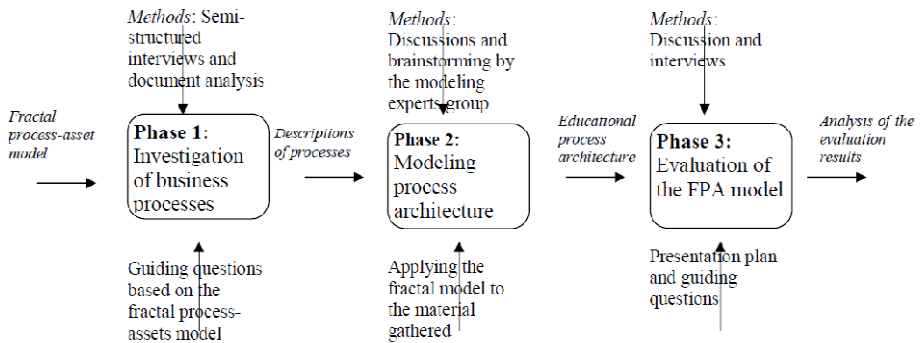 Methods: Semi-
structured
interviews and
document analysis
Methods:
Discussions and
brainstorming by
the modeling
experts group
Methods:
Discussion and
interviews
Fractal
process-asset
model
Phase 1:
Investigation
of business
processes
Descriptions
of processes
Phase 2:
Modeling
process
architecture
Educational
process
architecture
Phase 3:
Evaluation of
the FPA model
Analysis of the
evaluation
results
Guiding questions
based on the
fractal process-
assets model
Applying the
fractal model to
the material
gathered
Presentation plan
and guiding
questions